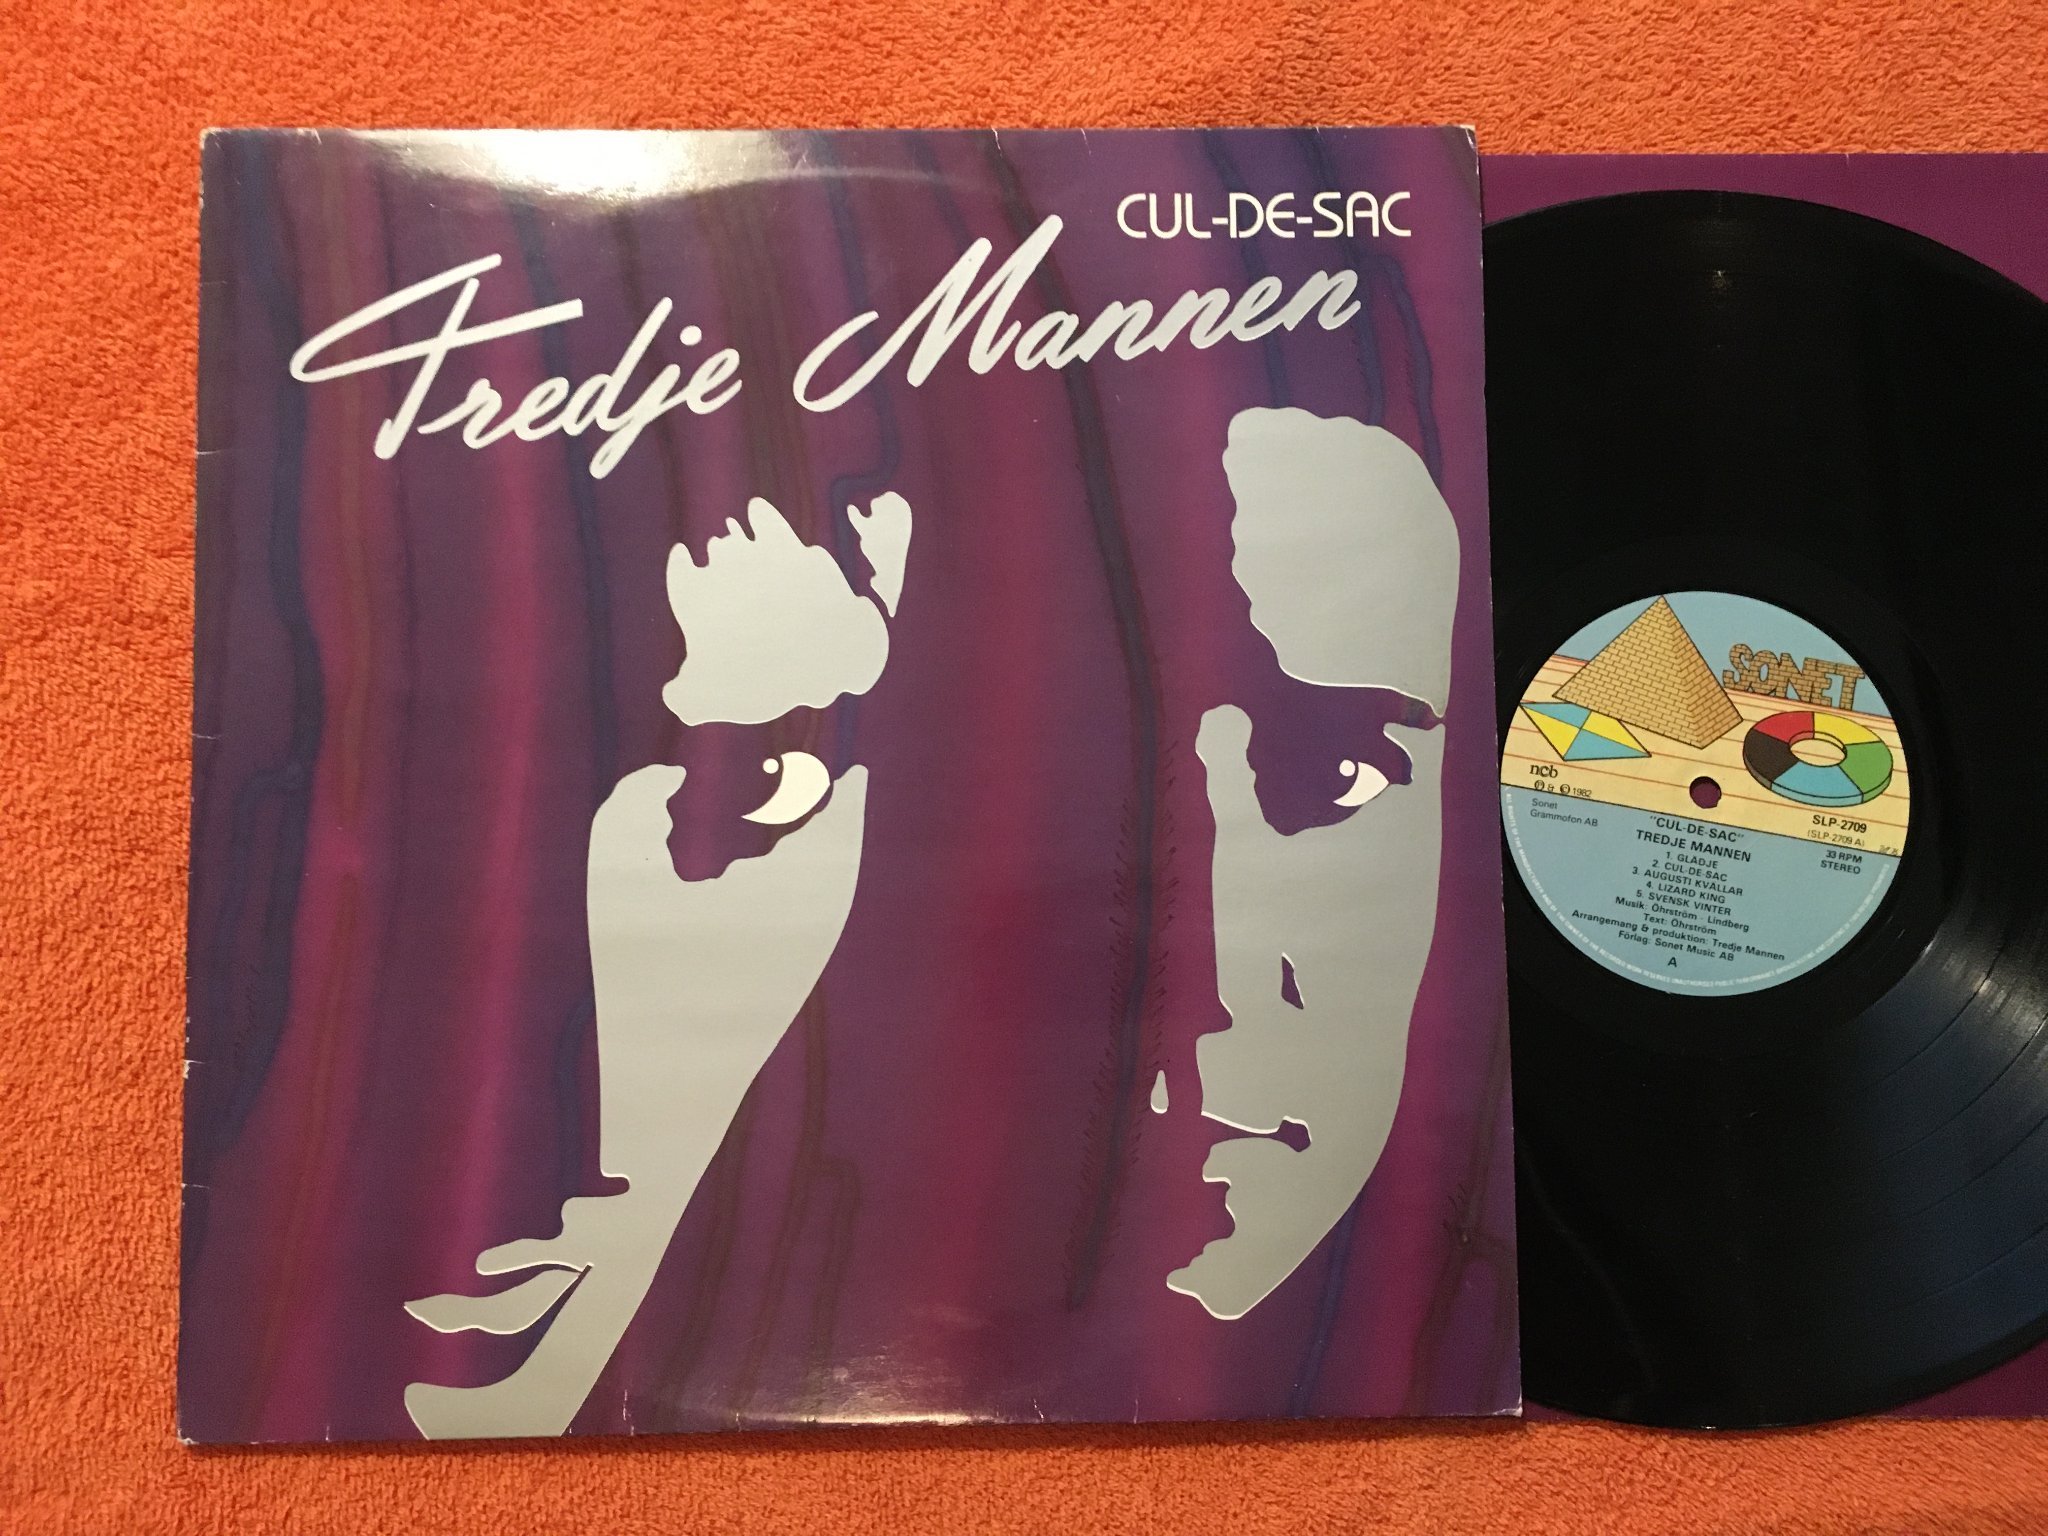 CUL-DE-SAC
Tredje Mannen
SONET
ncb
℗ & © 1982
Sonet
Grammofon AB
SLP-2709
(SLP-2709 A)
33 RPM
STEREO
"CUL-DE-SAC"
TREDJE MANNEN
1. GLÄDJE
2. CUL-DE-SAC
3. AUGUSTI KVÄLLAR
4. LIZARD KING
5. SVENSK VINTER
Musik: Öhrström - Lindberg
Text: Öhrström
Arrangemang & produktion: Tredje Mannen
Förlag: Sonet Music AB
A